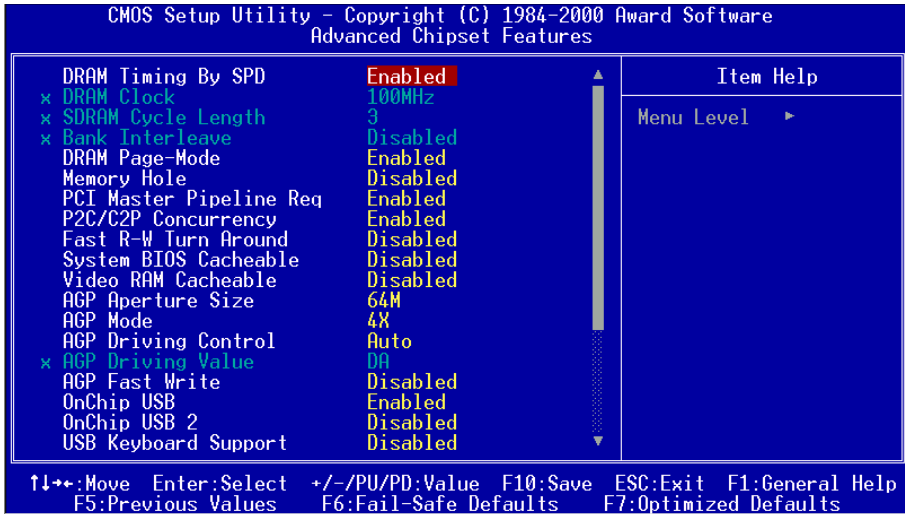 CMOS Setup Utility – Copyright (C) 1984–2000 Award Software
Advanced Chipset Features
DRAM Timing By SPD Enabled
x DRAM Clock 100MHz
x SDRAM Cycle Length 3
x Bank Interleave Disabled
DRAM Page-Mode Enabled
Memory Hole Disabled
PCI Master Pipeline Req Enabled
P2C/C2P Concurrency Enabled
Fast R-W Turn Around Disabled
System BIOS Cacheable Disabled
Video RAM Cacheable Disabled
AGP Aperture Size 64M
AGP Mode 4X
AGP Driving Control Auto
x AGP Driving Value DA
AGP Fast Write Disabled
OnChip USB Enabled
OnChip USB 2 Disabled
USB Keyboard Support Disabled
Item Help
Menu Level ►
↑↓→←:Move Enter:Select +/-/PU/PD:Value F10:Save ESC:Exit F1:General Help
F5:Previous Values F6:Fail-Safe Defaults F7:Optimized Defaults